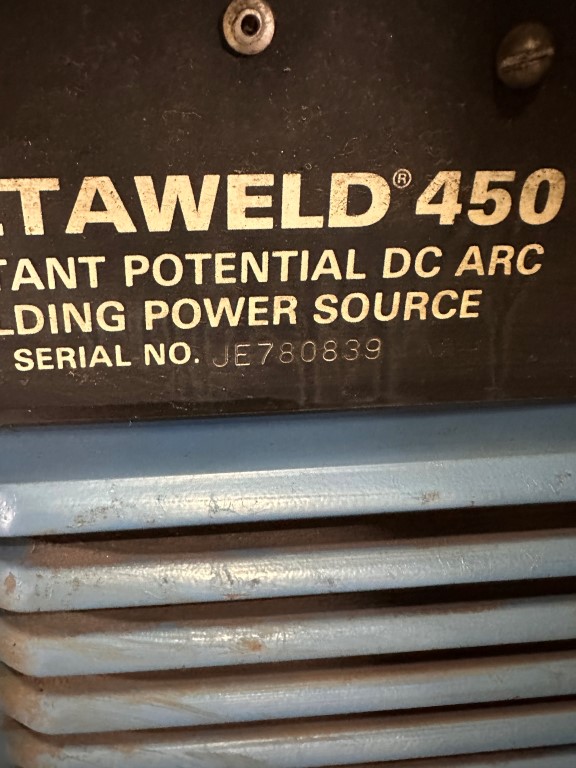 TAWELD® 450
TANT POTENTIAL DC ARC
LDING POWER SOURCE
SERIAL NO. JE780839